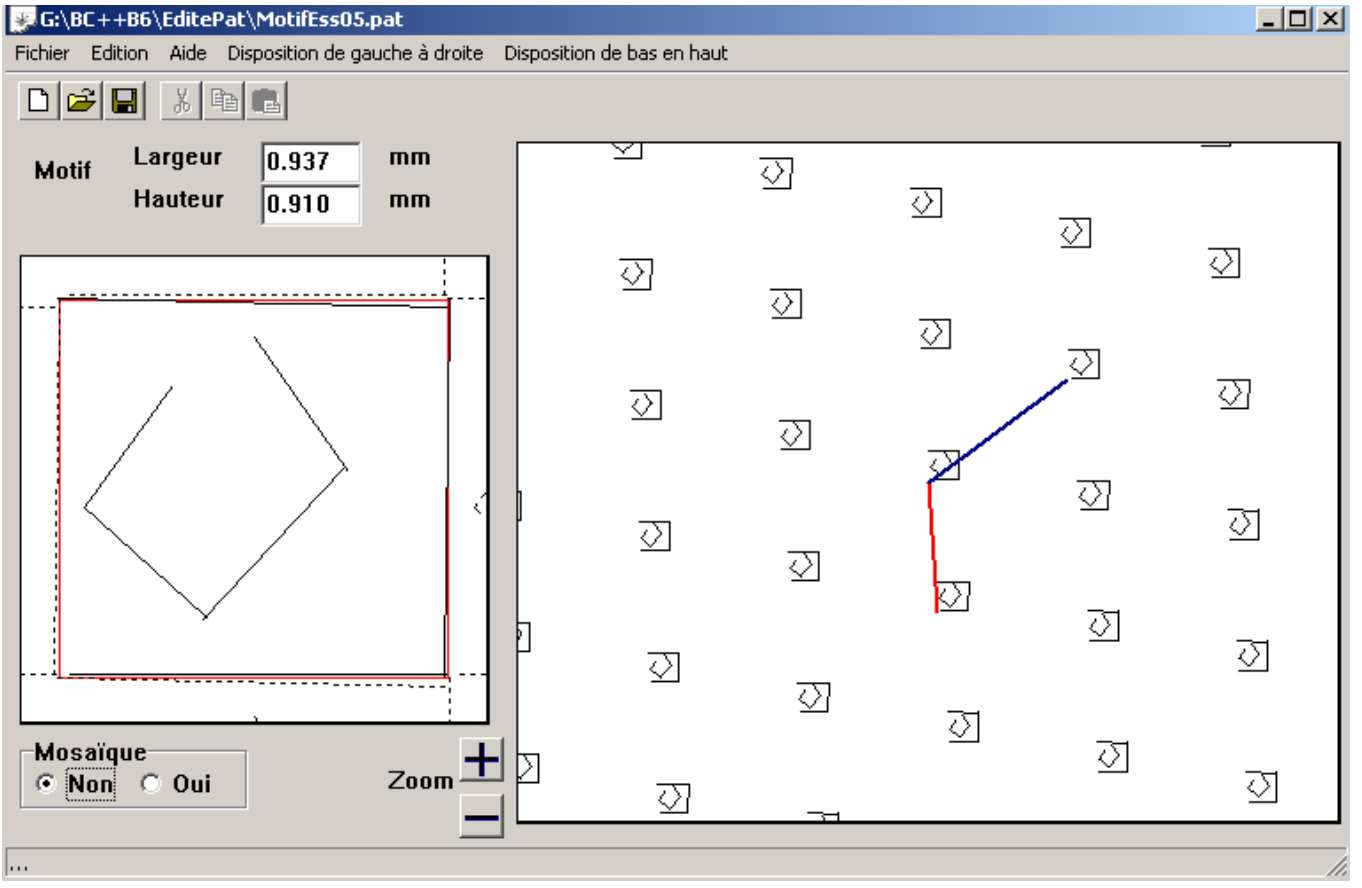 G:\BC++B6\EditePat\MotifEss05.pat
Fichier Edition Aide Disposition de gauche à droite Disposition de bas en haut
Motif Largeur 0.937 mm
Hauteur 0.910 mm
Mosaïque
Non Oui
Zoom
...